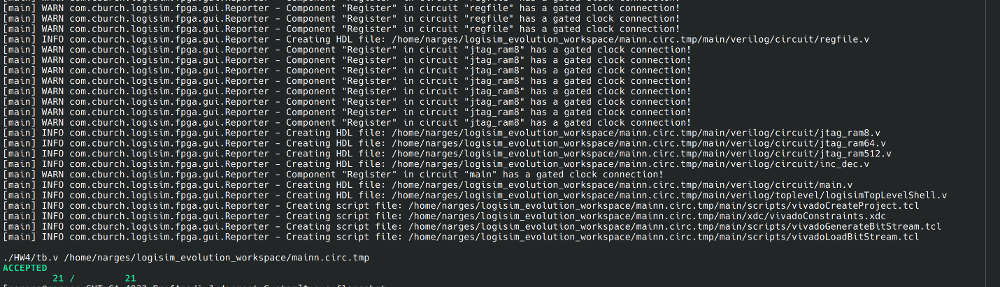 [main] WARN com.cburch.logisim.fpga.gui.Reporter - Component "Register" in circuit "regfile" has a gated clock connection!
[main] WARN com.cburch.logisim.fpga.gui.Reporter - Component "Register" in circuit "regfile" has a gated clock connection!
[main] WARN com.cburch.logisim.fpga.gui.Reporter - Component "Register" in circuit "regfile" has a gated clock connection!
[main] WARN com.cburch.logisim.fpga.gui.Reporter - Component "Register" in circuit "regfile" has a gated clock connection!
[main] INFO com.cburch.logisim.fpga.gui.Reporter - Creating HDL file: /home/narges/logisim_evolution_workspace/mainn.circ.tmp/main/verilog/circuit/regfile.v
[main] WARN com.cburch.logisim.fpga.gui.Reporter - Component "Register" in circuit "jtag_ram8" has a gated clock connection!
[main] WARN com.cburch.logisim.fpga.gui.Reporter - Component "Register" in circuit "jtag_ram8" has a gated clock connection!
[main] WARN com.cburch.logisim.fpga.gui.Reporter - Component "Register" in circuit "jtag_ram8" has a gated clock connection!
[main] WARN com.cburch.logisim.fpga.gui.Reporter - Component "Register" in circuit "jtag_ram8" has a gated clock connection!
[main] WARN com.cburch.logisim.fpga.gui.Reporter - Component "Register" in circuit "jtag_ram8" has a gated clock connection!
[main] WARN com.cburch.logisim.fpga.gui.Reporter - Component "Register" in circuit "jtag_ram8" has a gated clock connection!
[main] WARN com.cburch.logisim.fpga.gui.Reporter - Component "Register" in circuit "jtag_ram8" has a gated clock connection!
[main] WARN com.cburch.logisim.fpga.gui.Reporter - Component "Register" in circuit "jtag_ram8" has a gated clock connection!
[main] INFO com.cburch.logisim.fpga.gui.Reporter - Creating HDL file: /home/narges/logisim_evolution_workspace/mainn.circ.tmp/main/verilog/circuit/jtag_ram8.v
[main] INFO com.cburch.logisim.fpga.gui.Reporter - Creating HDL file: /home/narges/logisim_evolution_workspace/mainn.circ.tmp/main/verilog/circuit/jtag_ram64.v
[main] INFO com.cburch.logisim.fpga.gui.Reporter - Creating HDL file: /home/narges/logisim_evolution_workspace/mainn.circ.tmp/main/verilog/circuit/jtag_ram512.v
[main] INFO com.cburch.logisim.fpga.gui.Reporter - Creating HDL file: /home/narges/logisim_evolution_workspace/mainn.circ.tmp/main/verilog/circuit/inc_dec.v
[main] WARN com.cburch.logisim.fpga.gui.Reporter - Component "Register" in circuit "main" has a gated clock connection!
[main] INFO com.cburch.logisim.fpga.gui.Reporter - Creating HDL file: /home/narges/logisim_evolution_workspace/mainn.circ.tmp/main/verilog/circuit/main.v
[main] INFO com.cburch.logisim.fpga.gui.Reporter - Creating HDL file: /home/narges/logisim_evolution_workspace/mainn.circ.tmp/main/verilog/toplevel/logisimTopLevelShell.v
[main] INFO com.cburch.logisim.fpga.gui.Reporter - Creating script file: /home/narges/logisim_evolution_workspace/mainn.circ.tmp/main/scripts/vivadoCreateProject.tcl
[main] INFO com.cburch.logisim.fpga.gui.Reporter - Creating script file: /home/narges/logisim_evolution_workspace/mainn.circ.tmp/main/xdc/vivadoConstraints.xdc
[main] INFO com.cburch.logisim.fpga.gui.Reporter - Creating script file: /home/narges/logisim_evolution_workspace/mainn.circ.tmp/main/scripts/vivadoGenerateBitStream.tcl
[main] INFO com.cburch.logisim.fpga.gui.Reporter - Creating script file: /home/narges/logisim_evolution_workspace/mainn.circ.tmp/main/scripts/vivadoLoadBitStream.tcl
./HW4/tb.v /home/narges/logisim_evolution_workspace/mainn.circ.tmp
ACCEPTED
21 / 21